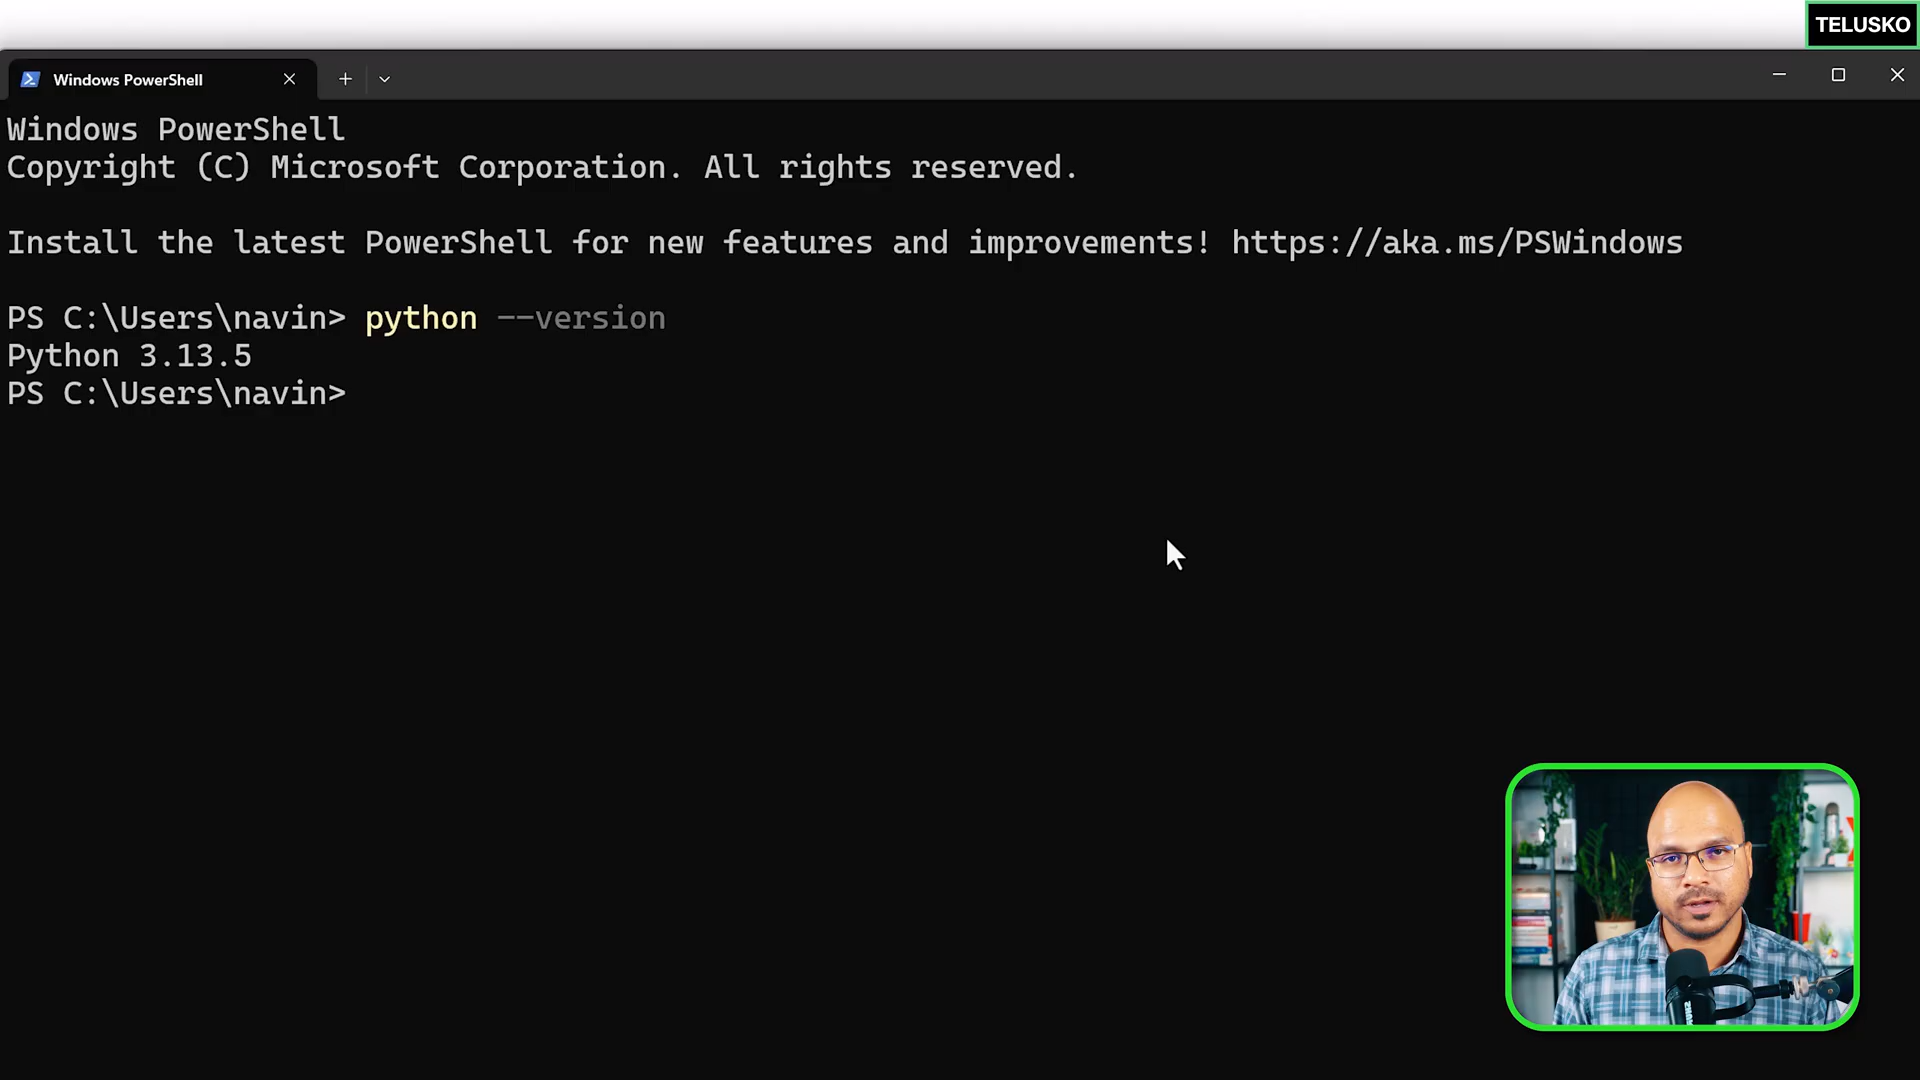 TELUSKO
Windows PowerShell
Windows PowerShell
Copyright (C) Microsoft Corporation. All rights reserved.
Install the latest PowerShell for new features and improvements! https://aka.ms/PSWindows
PS C:\Users\navin> python --version
Python 3.13.5
PS C:\Users\navin>